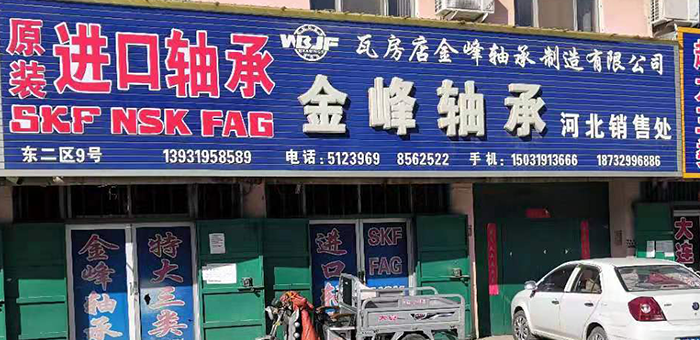 原装 进口轴承
SKF NSK FAG
WBJF
瓦房店金峰轴承制造有限公司
金峰轴承 河北销售处
东二区9号 13931958589 电话:5123969 8562522 手机:15031913666 18732996886
金峰轴承
特大三类
进口轴
SKF
FAG
大连